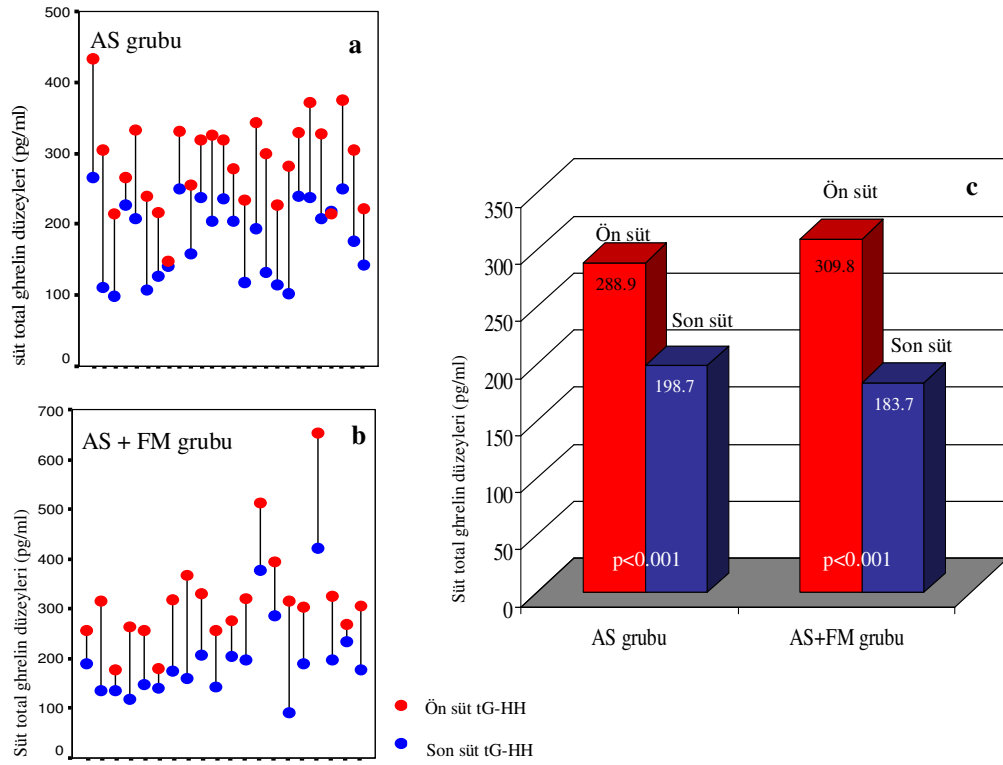 500
400
300
200
100
0
AS grubu
a
süt total ghrelin düzeyleri (pg/ml)
700
600
500
400
300
200
100
0
AS + FM grubu
b
Süt total ghrelin düzeyleri (pg/ml)
Ön süt tG-HH
Son süt tG-HH
c
350
300
250
200
150
100
50
0
Süt total ghrelin düzeyleri (pg/ml)
Ön süt
288.9
Son süt
198.7
p<0.001
Ön süt
309.8
Son süt
183.7
p<0.001
AS grubu
AS+FM grubu